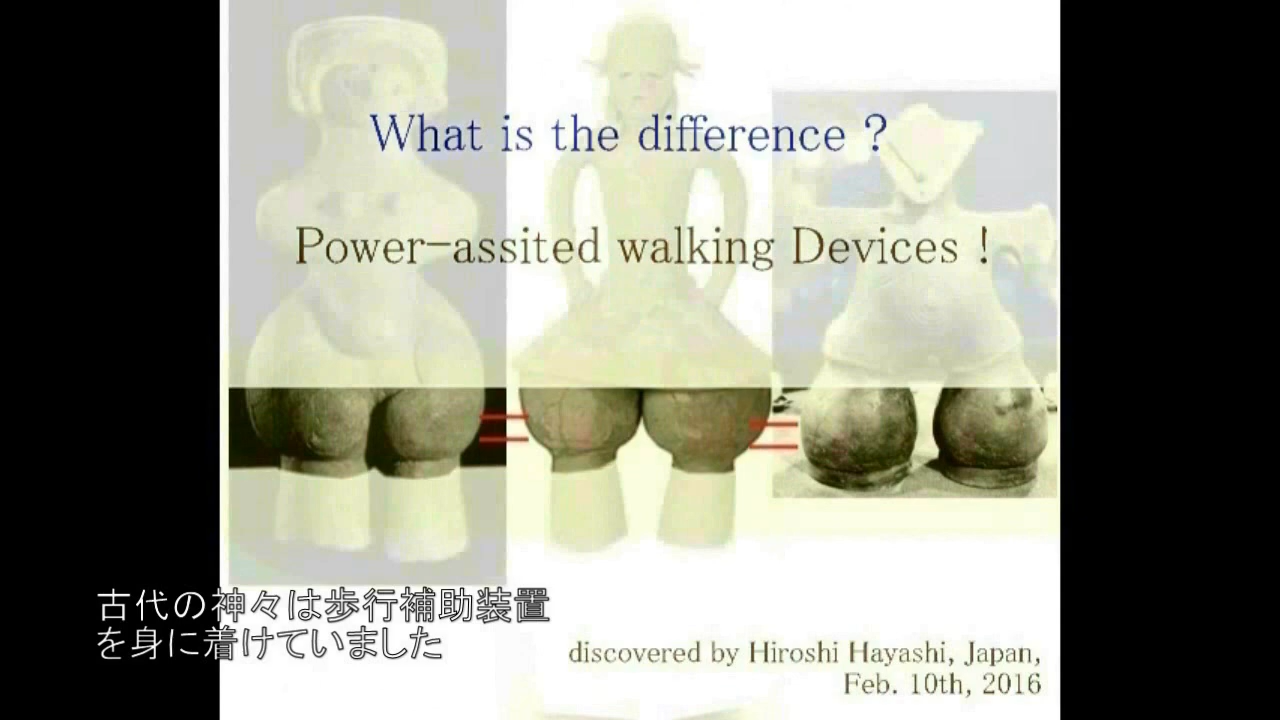 What is the difference ?
Power-assited walking Devices !
古代の神々は歩行補助装置
を身に着けていました
discovered by Hiroshi Hayashi, Japan,
Feb. 10th, 2016